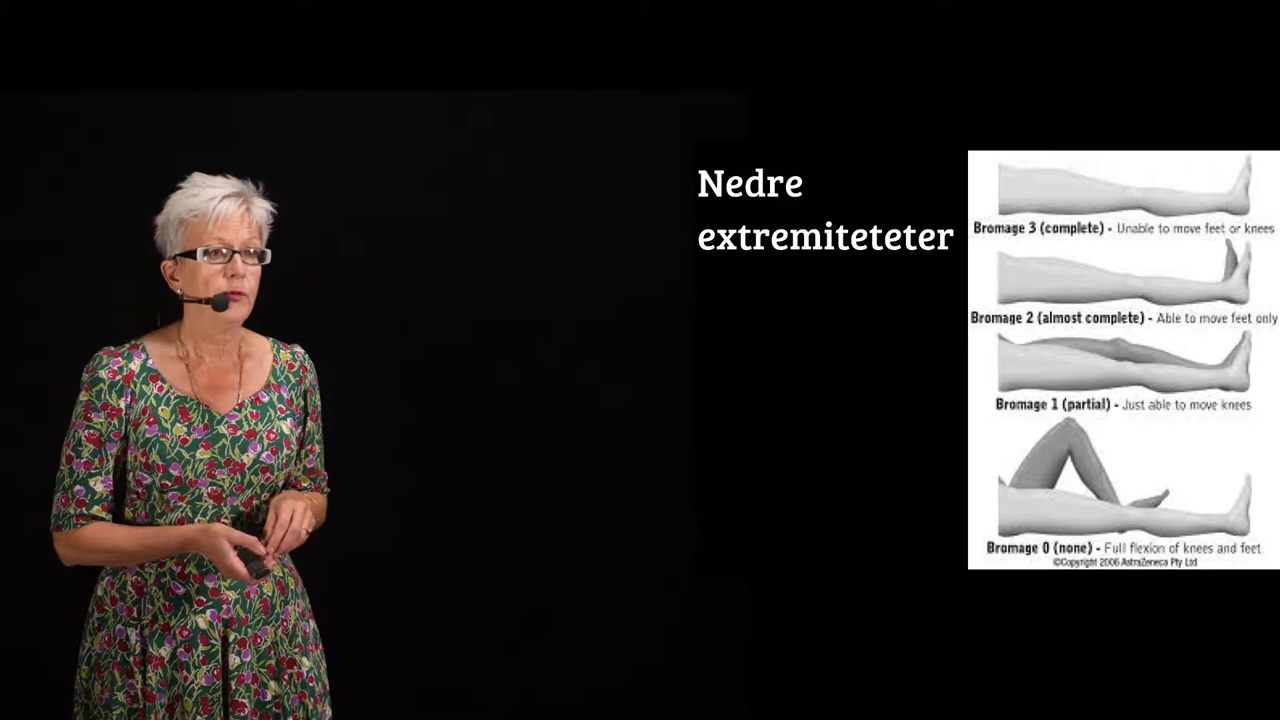 Nedre
extremiteteter
Bromage 3 (complete) - Unable to move feet or knees
Bromage 2 (almost complete) - Able to move feet only
Bromage 1 (partial) - Just able to move knees
Bromage 0 (none) - Full flexion of knees and feet
©Copyright 2006 AstraZeneca Pty Ltd